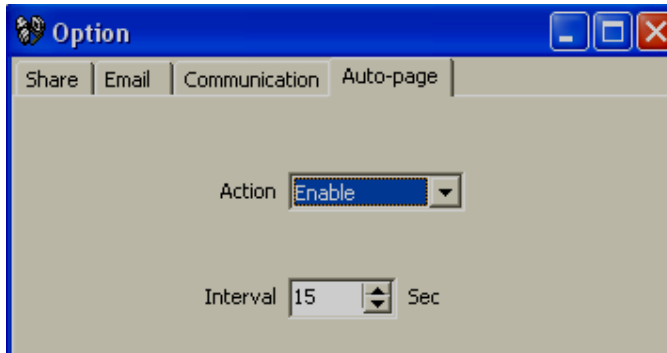 Option
Share Email Communication Auto-page
Action Enable
Interval 15 Sec